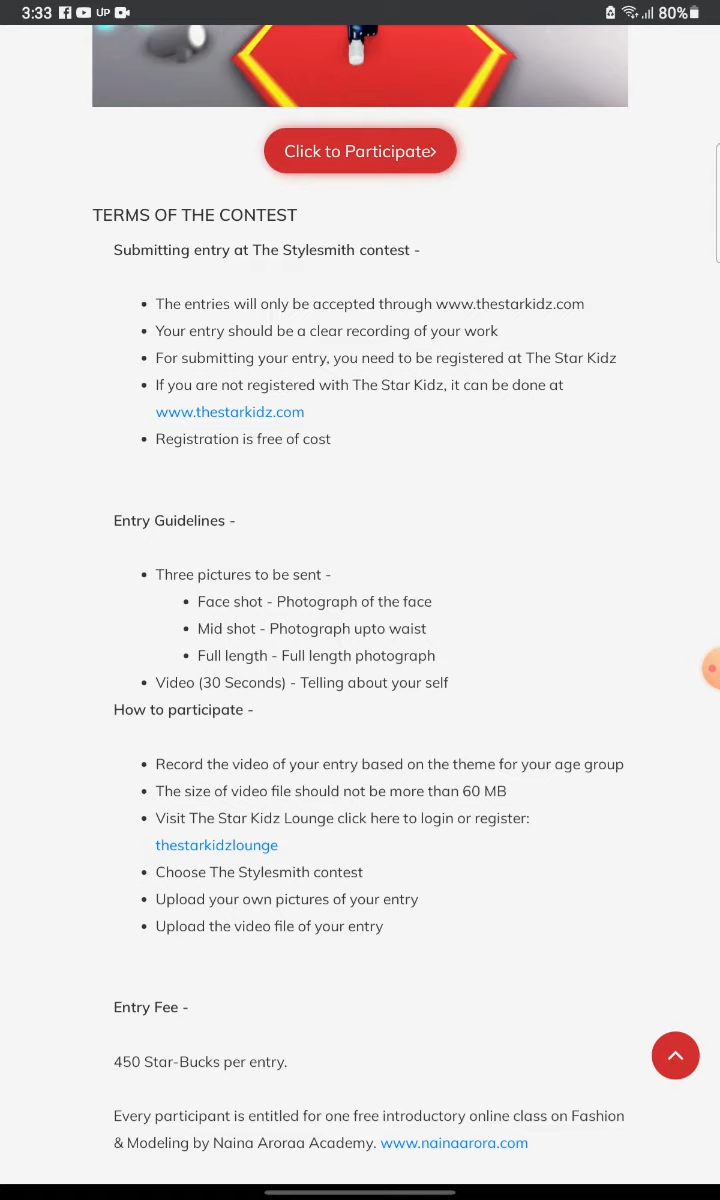 3:33 UP 80%
Click to Participate>
TERMS OF THE CONTEST
Submitting entry at The Stylesmith contest -
• The entries will only be accepted through www.thestarkidz.com
• Your entry should be a clear recording of your work
• For submitting your entry, you need to be registered at The Star Kidz
• If you are not registered with The Star Kidz, it can be done at
www.thestarkidz.com
• Registration is free of cost
Entry Guidelines -
• Three pictures to be sent -
• Face shot - Photograph of the face
• Mid shot - Photograph upto waist
• Full length - Full length photograph
• Video (30 Seconds) - Telling about your self
How to participate -
• Record the video of your entry based on the theme for your age group
• The size of video file should not be more than 60 MB
• Visit The Star Kidz Lounge click here to login or register:
thestarkidzlounge
• Choose The Stylesmith contest
• Upload your own pictures of your entry
• Upload the video file of your entry
Entry Fee -
450 Star-Bucks per entry.
Every participant is entitled for one free introductory online class on Fashion
& Modeling by Naina Aroraa Academy. www.nainaarora.com